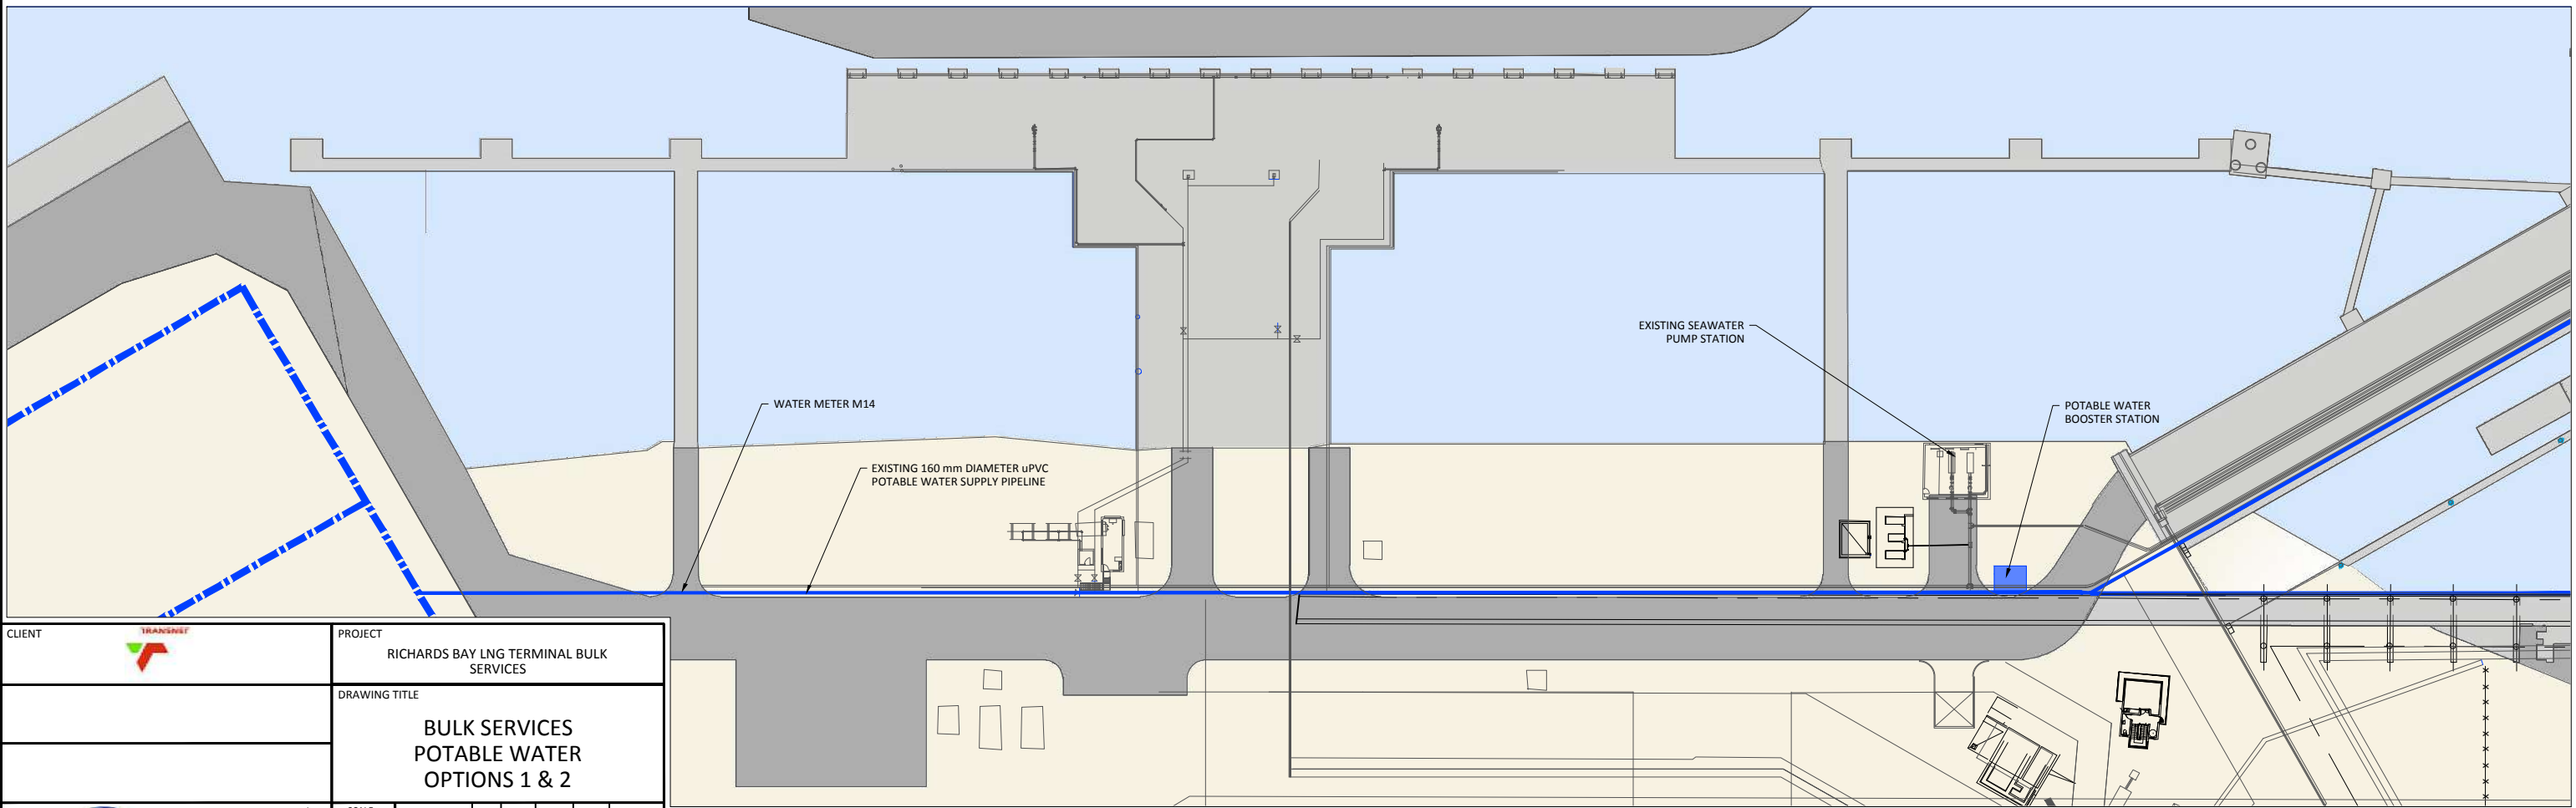 EXISTING SEAWATER
PUMP STATION
WATER METER M14
POTABLE WATER
BOOSTER STATION
EXISTING 160 mm DIAMETER uPVC
POTABLE WATER SUPPLY PIPELINE
CLIENT
TRANSNET
PROJECT
RICHARDS BAY LNG TERMINAL BULK
SERVICES
DRAWING TITLE
BULK SERVICES
POTABLE WATER
OPTIONS 1 & 2